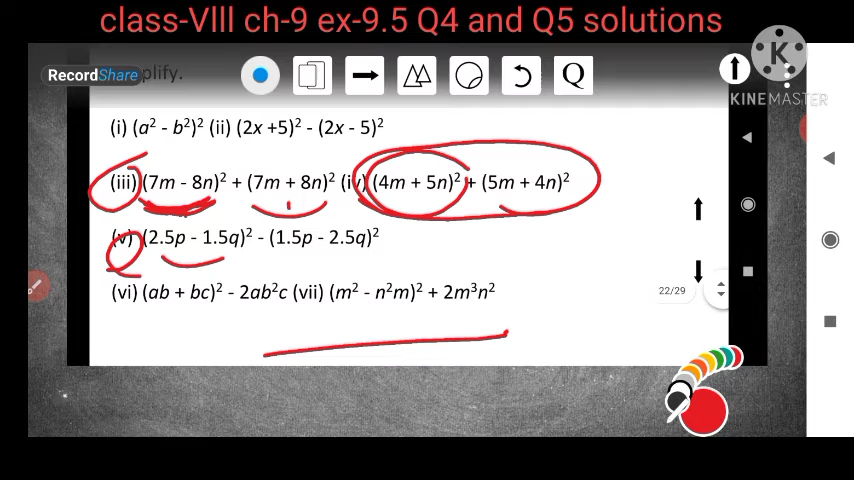 class-Vlll ch-9 ex-9.5 Q4 and Q5 solutions
RecordShare plify.
Q
KINEMASTER
(i) (a² - b²)² (ii) (2x +5)² - (2x - 5)²
(iii) (7m - 8n)² + (7m + 8n)² (iv) (4m + 5n)² + (5m + 4n)²
(v) (2.5p - 1.5q)² - (1.5p - 2.5q)²
(vi) (ab + bc)² - 2ab²c (vii) (m² - n²m)² + 2m³n²
22/29